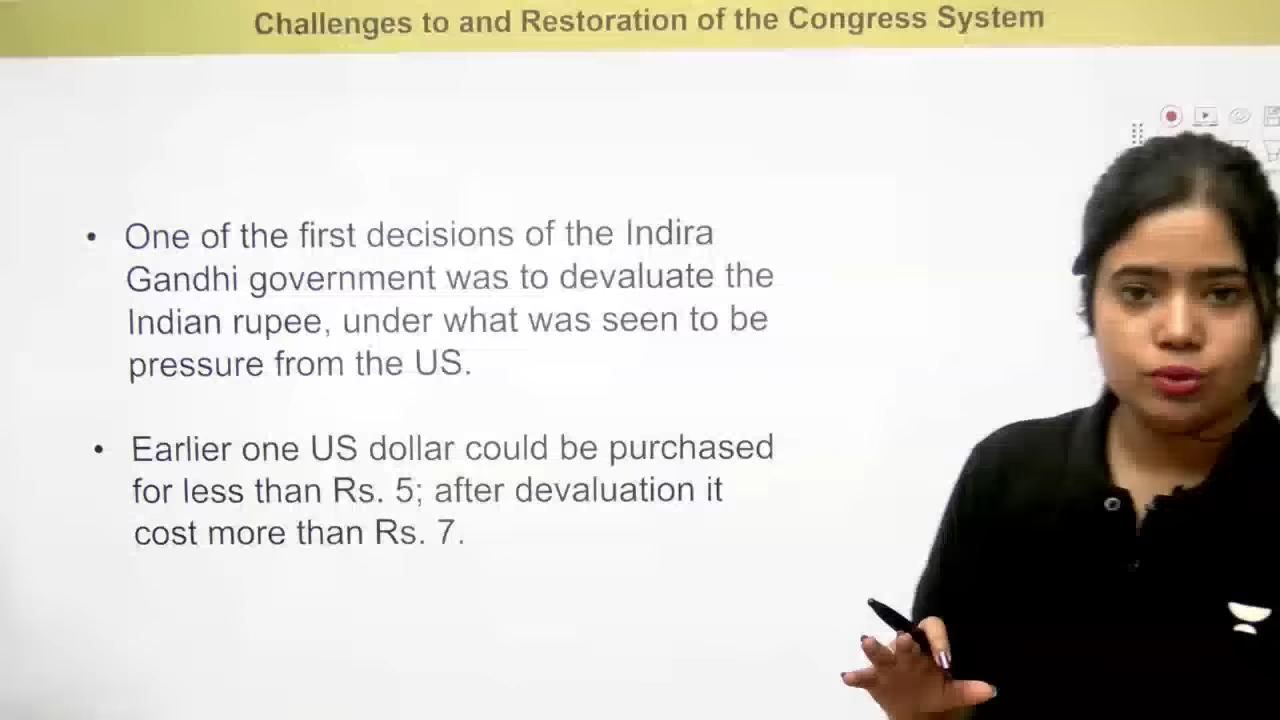 Challenges to and Restoration of the Congress System
• One of the first decisions of the Indira
Gandhi government was to devaluate the
Indian rupee, under what was seen to be
pressure from the US.
• Earlier one US dollar could be purchased
for less than Rs. 5; after devaluation it
cost more than Rs. 7.